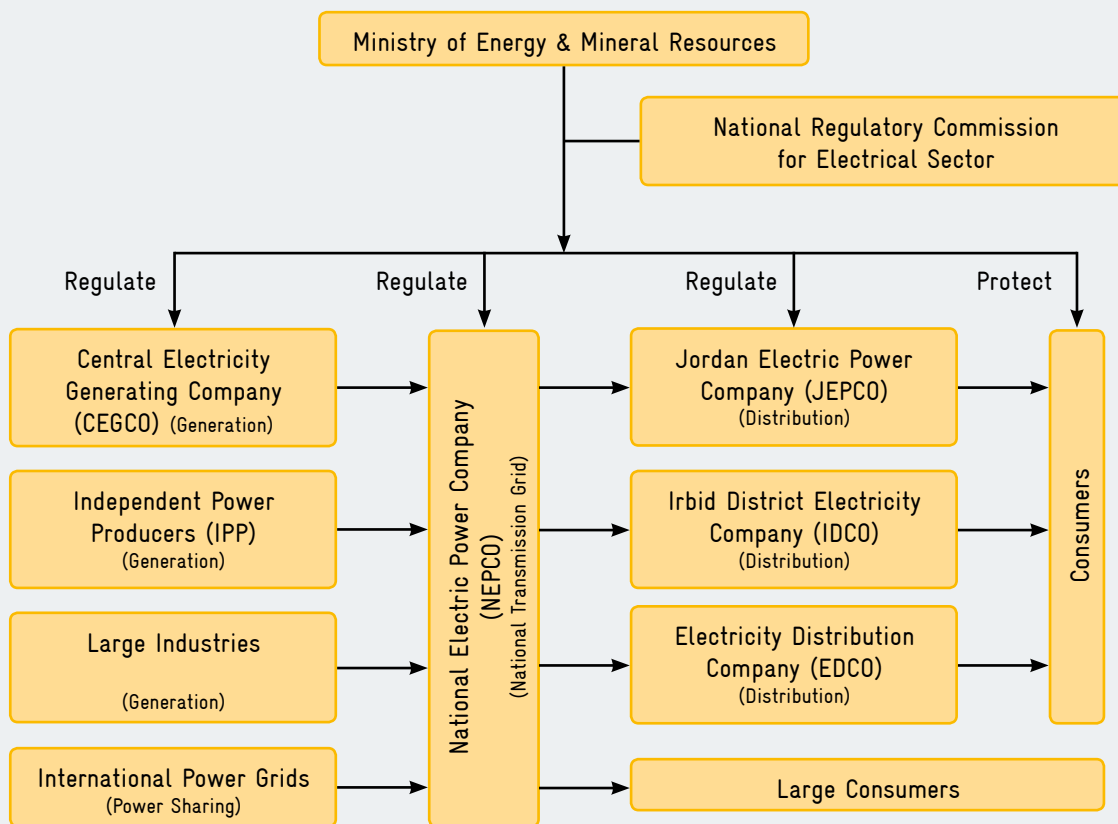 Ministry of Energy & Mineral Resources
National Regulatory Commission
for Electrical Sector
Regulate
Regulate
Regulate
Protect
Central Electricity
Generating Company
(CEGCO) (Generation)
Independent Power
Producers (IPP)
(Generation)
Large Industries
(Generation)
International Power Grids
(Power Sharing)
National Electric Power Company
(NEPCO)
(National Transmission Grid)
Jordan Electric Power
Company (JEPCO)
(Distribution)
Irbid District Electricity
Company (IDCO)
(Distribution)
Electricity Distribution
Company (EDCO)
(Distribution)
Large Consumers
Consumers